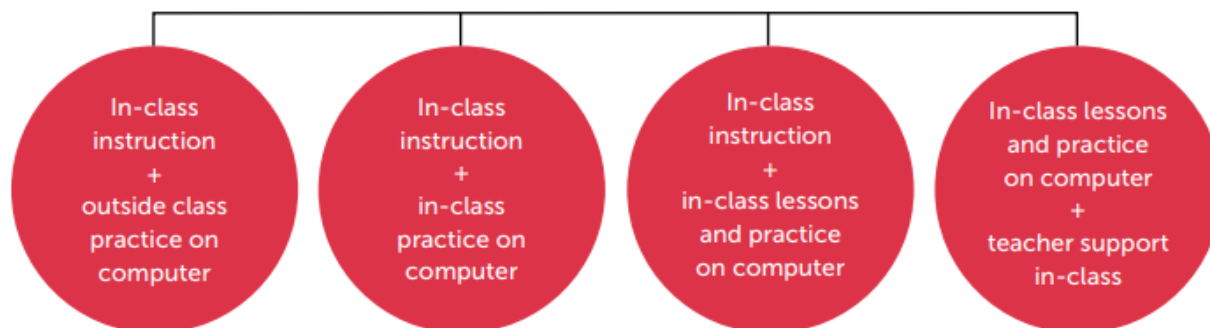 In-class
instruction
+
outside class
practice on
computer
In-class
instruction
+
in-class
practice on
computer
In-class
instruction
+
in-class lessons
and practice
on computer
In-class lessons
and practice
on computer
+
teacher support
in-class